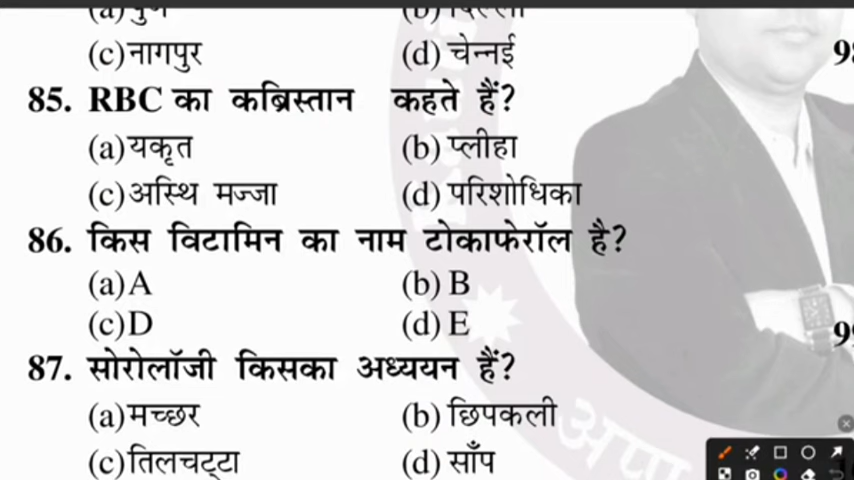 (c) नागपुर (d) चेन्नई
85. RBC का कब्रिस्तान कहते हैं?
(a) यकृत (b) प्लीहा
(c) अस्थि मज्जा (d) परिशोधिका
86. किस विटामिन का नाम टोकाफेरॉल है?
(a) A (b) B
(c) D (d) E
87. सोरोलॉजी किसका अध्ययन हैं?
(a) मच्छर (b) छिपकली
(c) तिलचट्टा (d) साँप